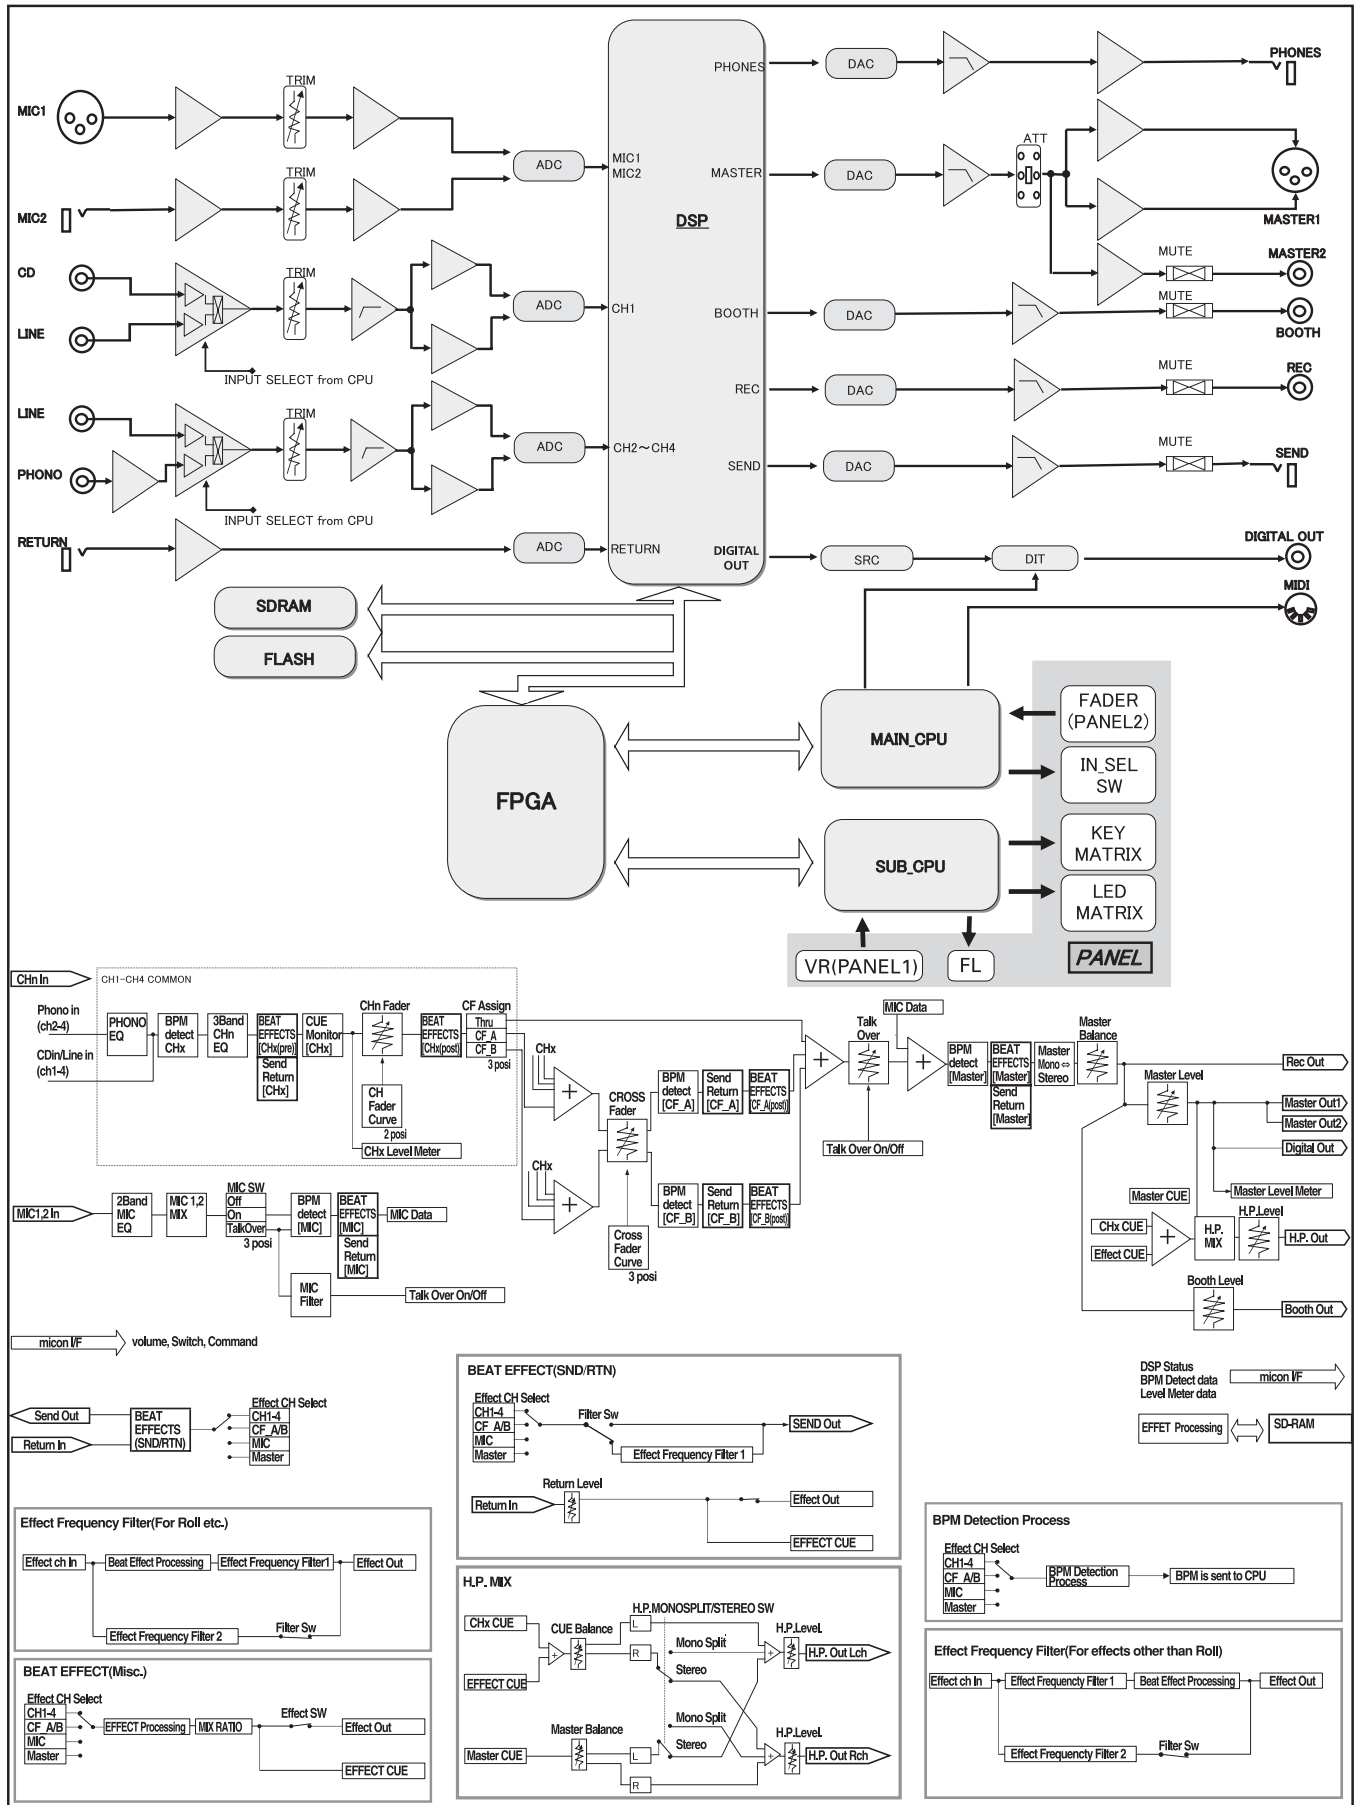 MIC1
TRIM
ADC
MIC1
MIC2
MIC2
TRIM
DSP
CD
LINE
TRIM
ADC
CH1
INPUT SELECT from CPU
LINE
PHONO
TRIM
ADC
CH2～CH4
INPUT SELECT from CPU
RETURN
ADC
RETURN
PHONES
DAC
PHONES
MASTER
DAC
ATT
MASTER1
MUTE
MASTER2
BOOTH
DAC
MUTE
BOOTH
REC
DAC
MUTE
REC
SEND
DAC
MUTE
SEND
DIGITAL
OUT
SRC
DIT
DIGITAL OUT
MIDI
SDRAM
FLASH
FPGA
MAIN_CPU
SUB_CPU
FADER
(PANEL2)
IN_SEL
SW
KEY
MATRIX
LED
MATRIX
VR(PANEL1)
FL
PANEL
CHn In
CH1-CH4 COMMON
Phono in
(ch2-4)
CDin/Line in
(ch1-4)
PHONO
EQ
BPM
detect
CHx
3Band
CHn
EQ
BEAT
EFFECTS
[CHx(pre)]
Send
Return
[CHx]
CUE
Monitor
[CHx]
CHn Fader
CH
Fader
Curve
2 posi
CHx Level Meter
BEAT
EFFECTS
[CHx(post)]
CF Assign
Thru
CF_A
CF_B
3 posi
CHx
+
CHx
+
CROSS
Fader
Cross
Fader
Curve
3 posi
BPM
detect
[CF_A]
Send
Return
[CF_A]
BEAT
EFFECTS
[CF_A(post)]
BPM
detect
[CF_B]
Send
Return
[CF_B]
BEAT
EFFECTS
[CF_B(post)]
+
Talk
Over
MIC Data
Talk Over On/Off
+
BPM
detect
[Master]
BEAT
EFFECTS
[Master]
Send
Return
[Master]
Master
Mono ⇔
Stereo
Master
Balance
Rec Out
Master Level
Master Out1
Master Out2
Digital Out
Master Level Meter
Master CUE
CHx CUE
Effect CUE
+
H.P.
MIX
H.P.Level
H.P. Out
Booth Level
Booth Out
MIC1,2 In
2Band
MIC
EQ
MIC 1,2
MIX
MIC SW
Off
On
TalkOver
3 posi
BPM
detect
[MIC]
BEAT
EFFECTS
[MIC]
Send
Return
[MIC]
MIC Data
MIC
Filter
Talk Over On/Off
micon I/F
volume, Switch, Command
Send Out
Return In
BEAT
EFFECTS
(SND/RTN)
Effect CH Select
CH1-4
CF_A/B
MIC
Master
BEAT EFFECT(SND/RTN)
Effect CH Select
CH1-4
CF_A/B
MIC
Master
Filter Sw
Effect Frequency Filter 1
SEND Out
Return In
Return Level
Effect Out
EFFECT CUE
DSP Status
BPM Detect data
Level Meter data
micon I/F
EFFET Processing
SD-RAM
Effect Frequency Filter(For Roll etc.)
Effect ch In
Beat Effect Processing
Effect Frequency Filter1
Effect Out
Effect Frequency Filter 2
Filter Sw
BEAT EFFECT(Misc.)
Effect CH Select
CH1-4
CF_A/B
MIC
Master
EFFECT Processing
MIX RATIO
Effect SW
Effect Out
EFFECT CUE
H.P. MIX
CHx CUE
EFFECT CUE
+
CUE Balance
H.P.MONOSPLIT/STEREO SW
L
R
Mono Split
Stereo
+
H.P.Level.
H.P. Out Lch
Master CUE
Master Balance
L
R
Mono Split
Stereo
+
H.P.Level.
H.P. Out Rch
BPM Detection Process
Effect CH Select
CH1-4
CF_A/B
MIC
Master
BPM Detection
Process
BPM is sent to CPU
Effect Frequency Filter(For effects other than Roll)
Effect ch In
Effect Frequencty Filter 1
Beat Effect Processing
Effect Out
Effect Frequencty Filter 2
Filter Sw